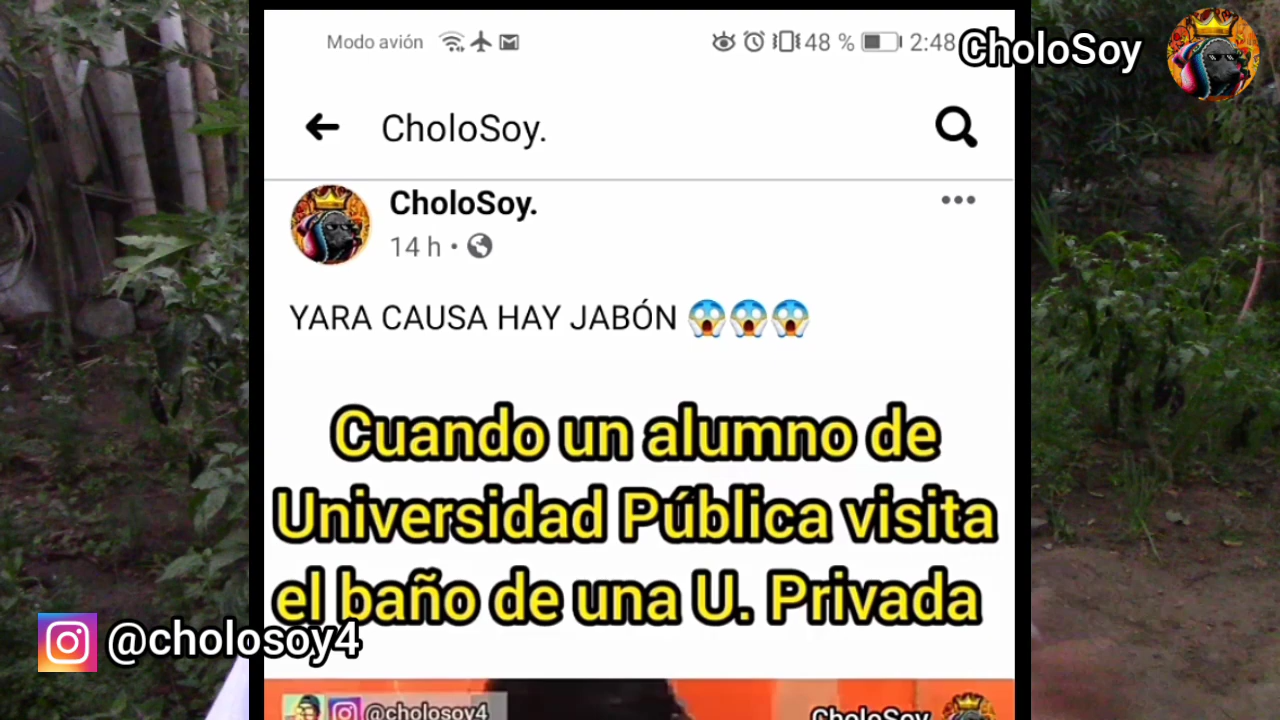 Modo avión
48 %
2:48
CholoSoy
CholoSoy.
CholoSoy.
14 h
YARA CAUSA HAY JABÓN
Cuando un alumno de
Universidad Pública visita
el baño de una U. Privada
@cholosoy4
@cholosoy4
CholoSoy